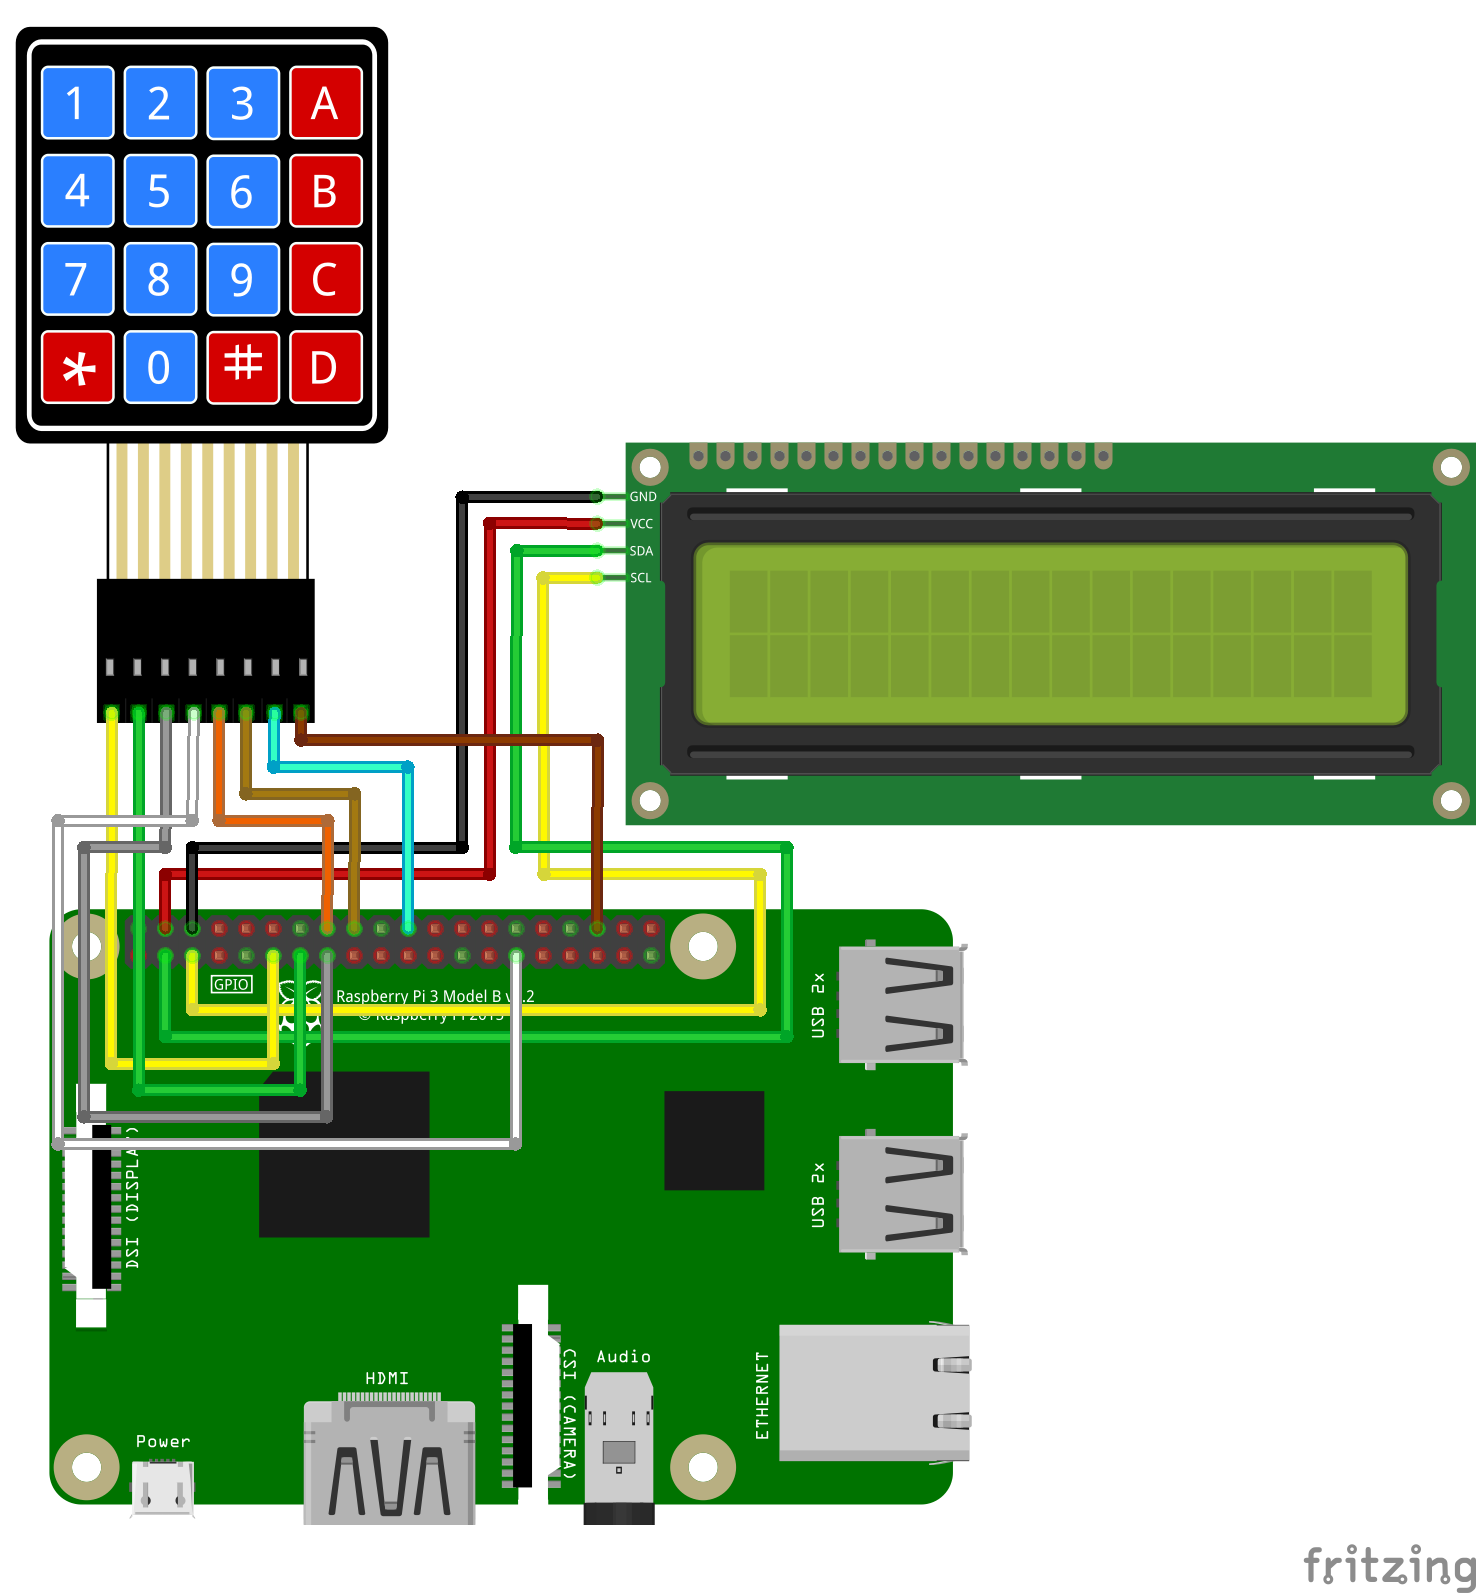 1 2 3 A
4 5 6 B
7 8 9 C
* 0 # D
GND
VCC
SDA
SCL
GPIO
Raspberry Pi 3 Model B v1.2
© Raspberry Pi 2015
USB 2x
USB 2x
DSI (DISPLAY)
HDMI
CSI (CAMERA)
Audio
ETHERNET
Power
fritzing